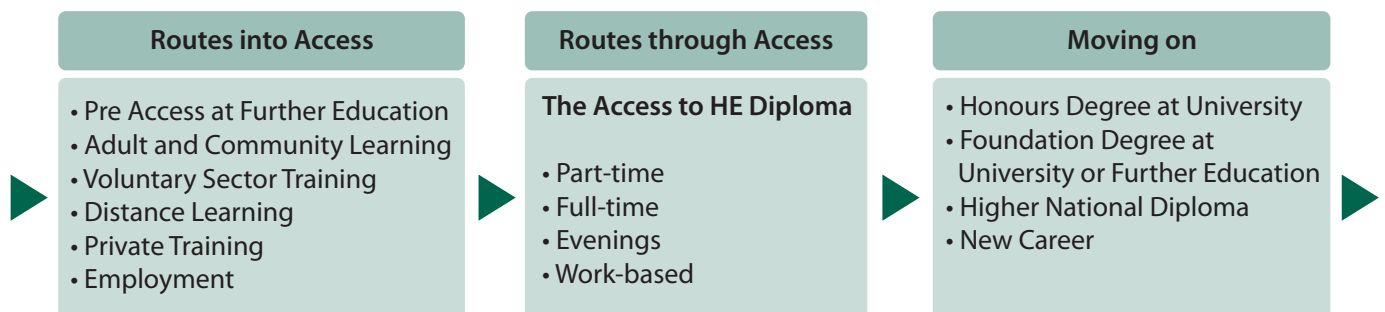 Routes into Access
• Pre Access at Further Education
• Adult and Community Learning
• Voluntary Sector Training
• Distance Learning
• Private Training
• Employment
Routes through Access
The Access to HE Diploma
• Part-time
• Full-time
• Evenings
• Work-based
Moving on
• Honours Degree at University
• Foundation Degree at
University or Further Education
• Higher National Diploma
• New Career